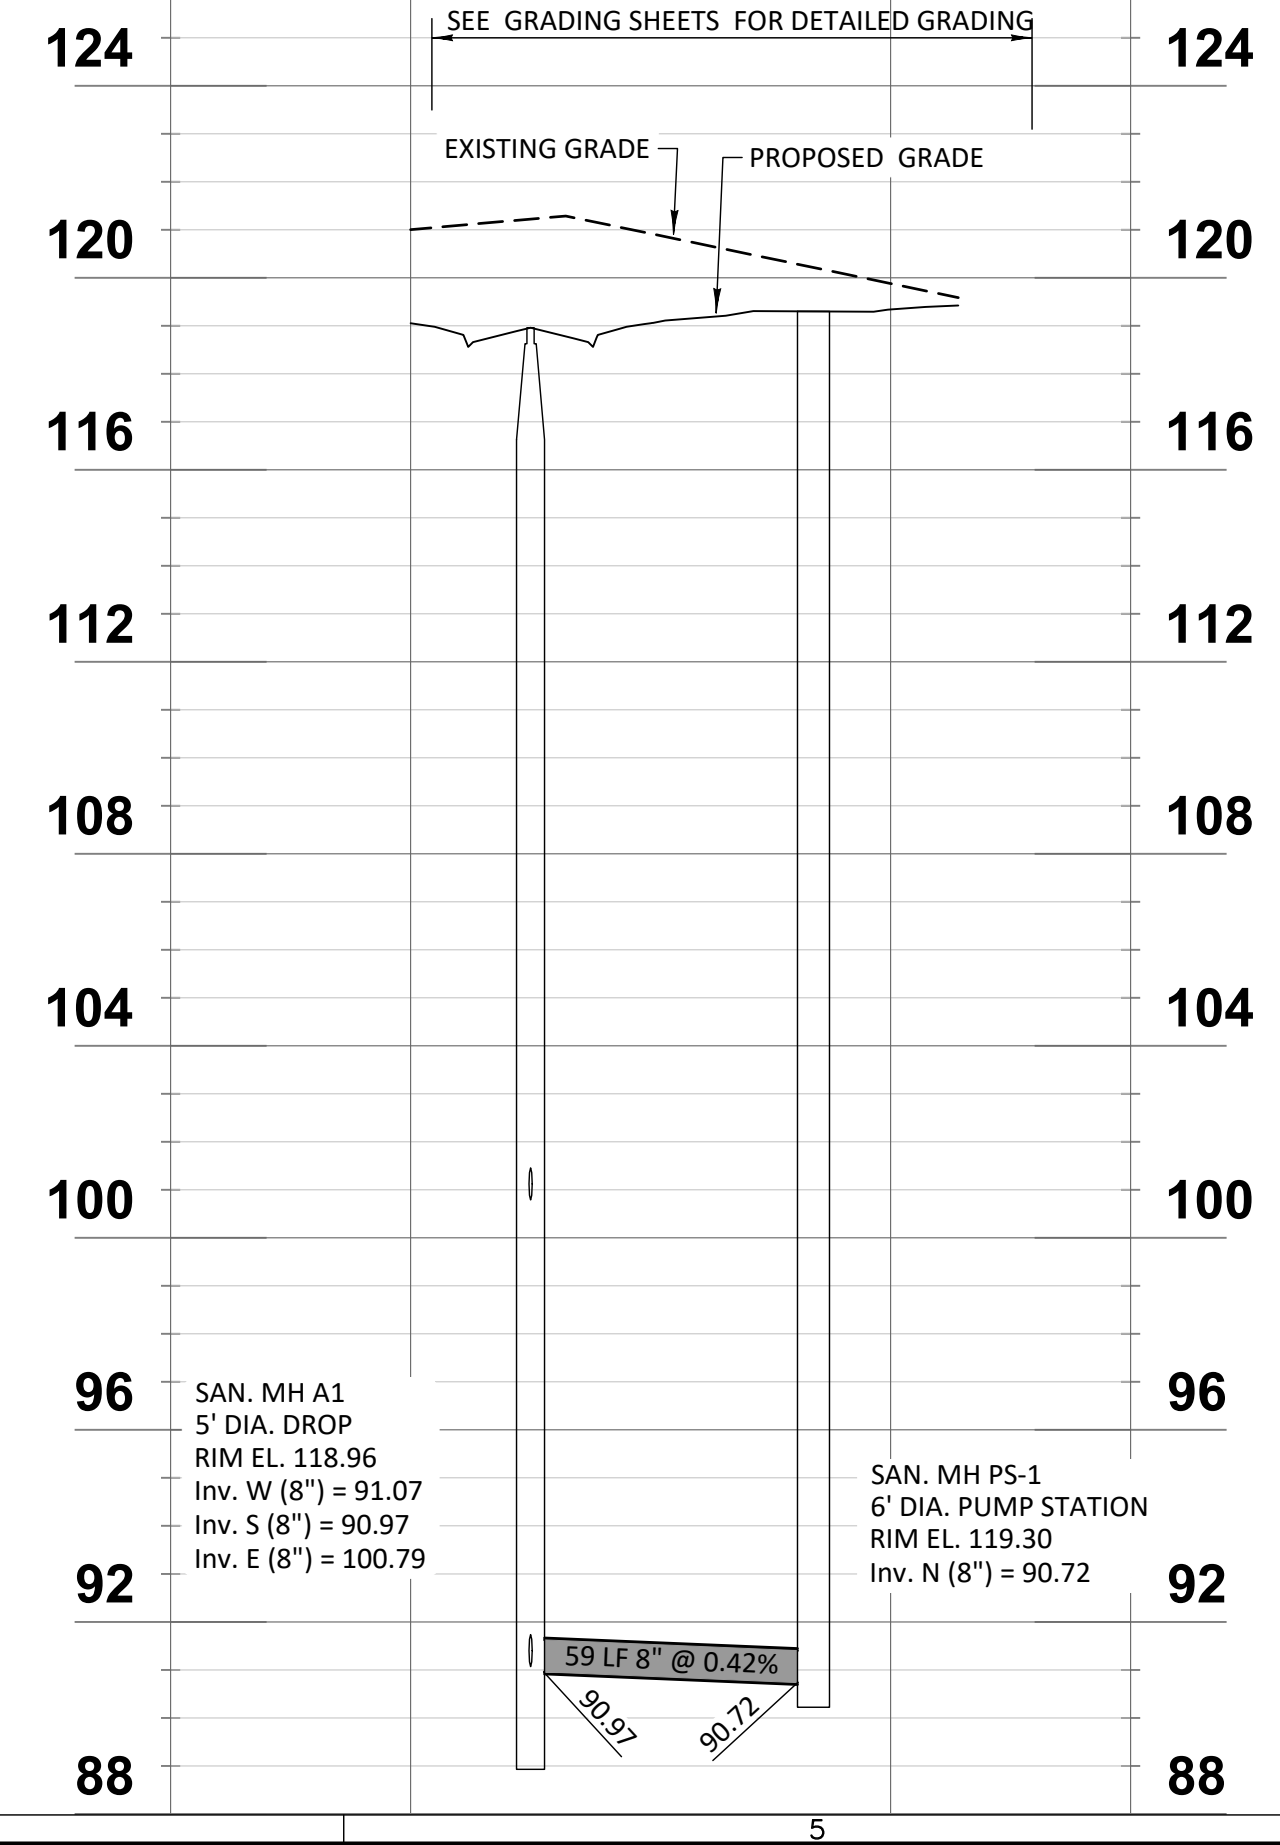 SEE GRADING SHEETS FOR DETAILED GRADING
124 124
EXISTING GRADE
PROPOSED GRADE
120 120
116 116
112 112
108 108
104 104
100 100
96 96
SAN. MH A1
5' DIA. DROP
RIM EL. 118.96
Inv. W (8") = 91.07
Inv. S (8") = 90.97
Inv. E (8") = 100.79
SAN. MH PS-1
6' DIA. PUMP STATION
RIM EL. 119.30
Inv. N (8") = 90.72
92 92
59 LF 8" @ 0.42%
90.97
90.72
88 88
5